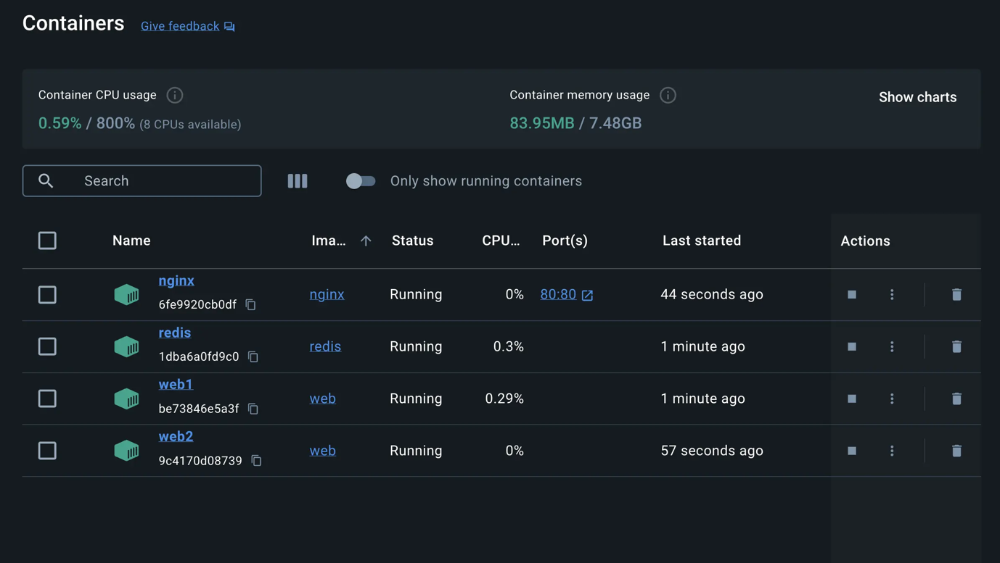 Containers Give feedback
Container CPU usage
0.59% / 800% (8 CPUs available)
Container memory usage
83.95MB / 7.48GB
Show charts
Search
Only show running containers
Name Ima... Status CPU... Port(s) Last started Actions
nginx
6fe9920cb0df
nginx Running 0% 80:80 44 seconds ago
redis
1dba6a0fd9c0
redis Running 0.3% 1 minute ago
web1
be73846e5a3f
web Running 0.29% 1 minute ago
web2
9c4170d08739
web Running 0% 57 seconds ago